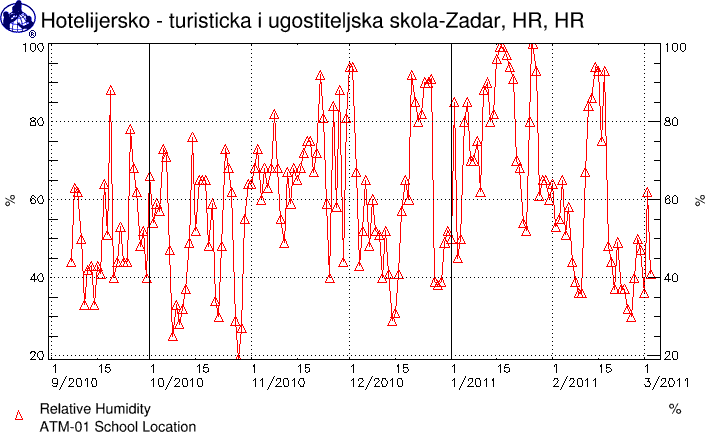 Hotelijersko - turisticka i ugostiteljska skola-Zadar, HR, HR
®
100 100
80 80
% %
60 60
40 40
20 20
1 15 1 15 1 15 1 15 1 15 1 15 1
9/2010 10/2010 11/2010 12/2010 1/2011 2/2011 3/2011
Relative Humidity %
ATM-01 School Location